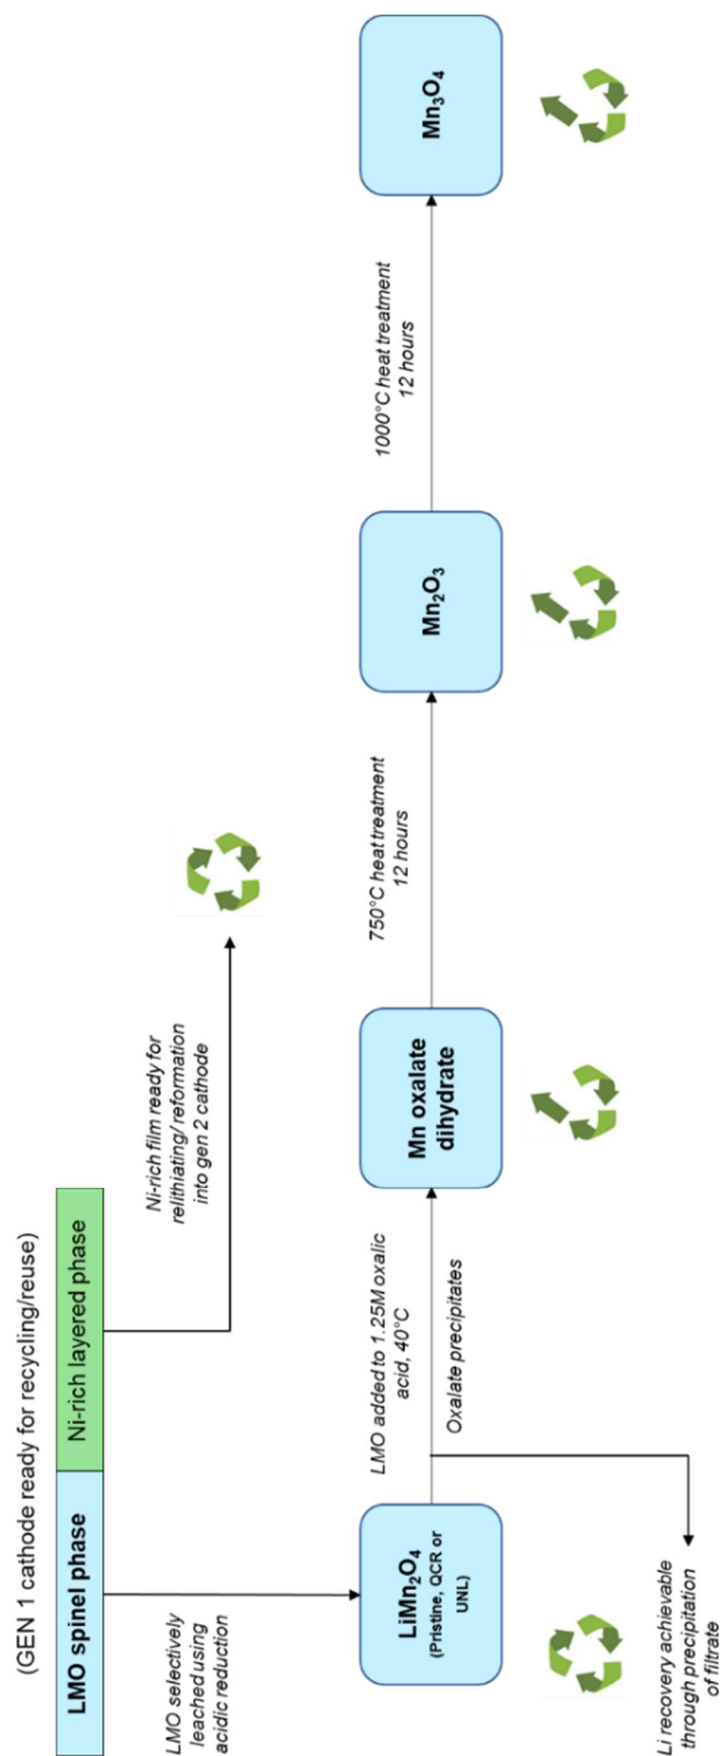 (GEN 1 cathode ready for recycling/reuse)
LMO spinel phase
Ni-rich layered phase
LMO selectively
leached using
acidic reduction
Ni-rich film ready for
relithiating/reformation
into gen 2 cathode
LiMn₂O₄
(Pristine, QCR or
UNL)
LMO added to 1.25M oxalic
acid, 40°C
Oxalate precipitates
Mn oxalate
dihydrate
750°C heat treatment
12 hours
Mn₂O₃
1000°C heat treatment
12 hours
Mn₃O₄
Li recovery achievable
through precipitation
of filtrate